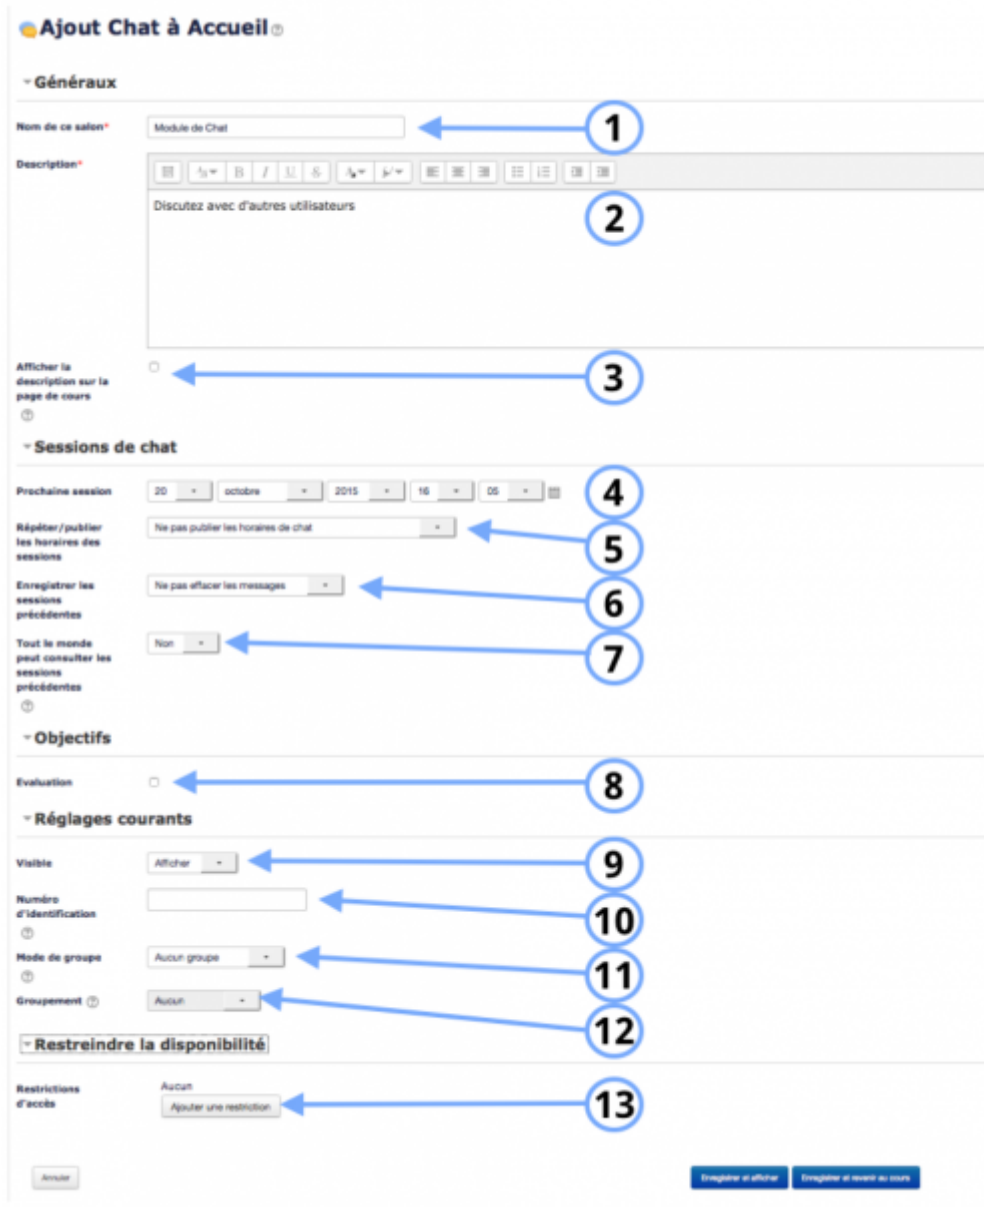 Ajout Chat à Accueil
Généraux
Nom de ce salon*
Module de Chat
1
Description*
B I U S
Discutez avec d'autres utilisateurs
2
Afficher la
description sur la
page de cours
3
Sessions de chat
Prochaine session
20 octobre 2015 16 05
4
Répéter/publier
les horaires des
sessions
Ne pas publier les horaires de chat
5
Enregistrer les
sessions
précédentes
Ne pas effacer les messages
6
Tout le monde
peut consulter les
sessions
précédentes
Non
7
Objectifs
Evaluation
8
Réglages courants
Visible
Afficher
9
Numéro
d'identification
10
Mode de groupe
Aucun groupe
11
Groupement
Aucun
12
Restreindre la disponibilité
Restrictions
d'accès
Aucun
Ajouter une restriction
13
Annuler
Enregistrer et afficher
Enregistrer et revenir au cours